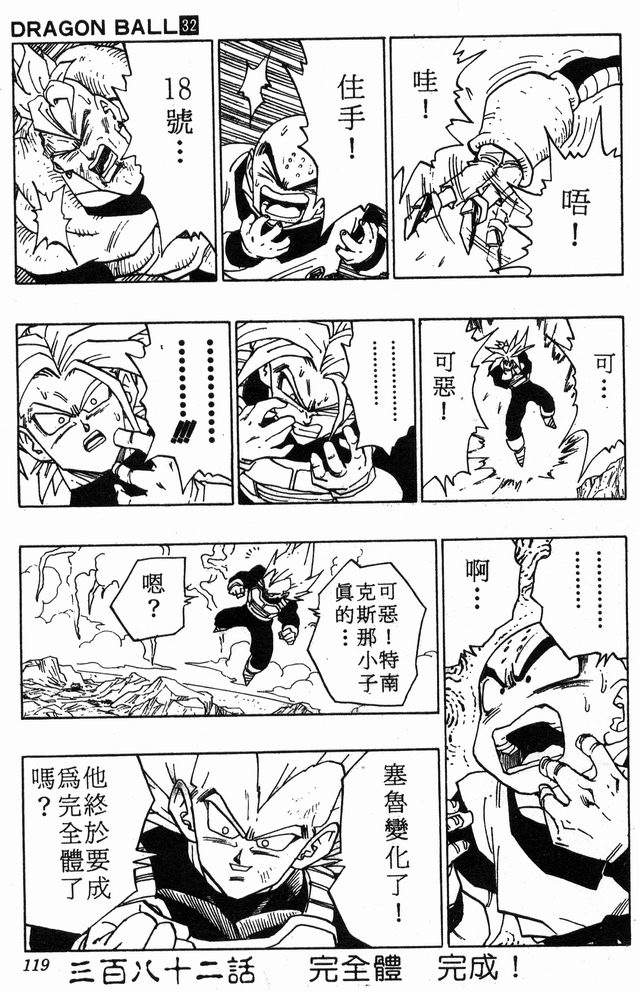 DRAGON BALL 32
哇！
唔！
住手！
18
號…
可…
可惡！
………
………!!!
………
啊…
可惡！特南
克斯那小子
真的…
嗯？
塞魯變化了！
他終於要成
為完全體了
嗎？
119
三百八十二話　完全體　完成！